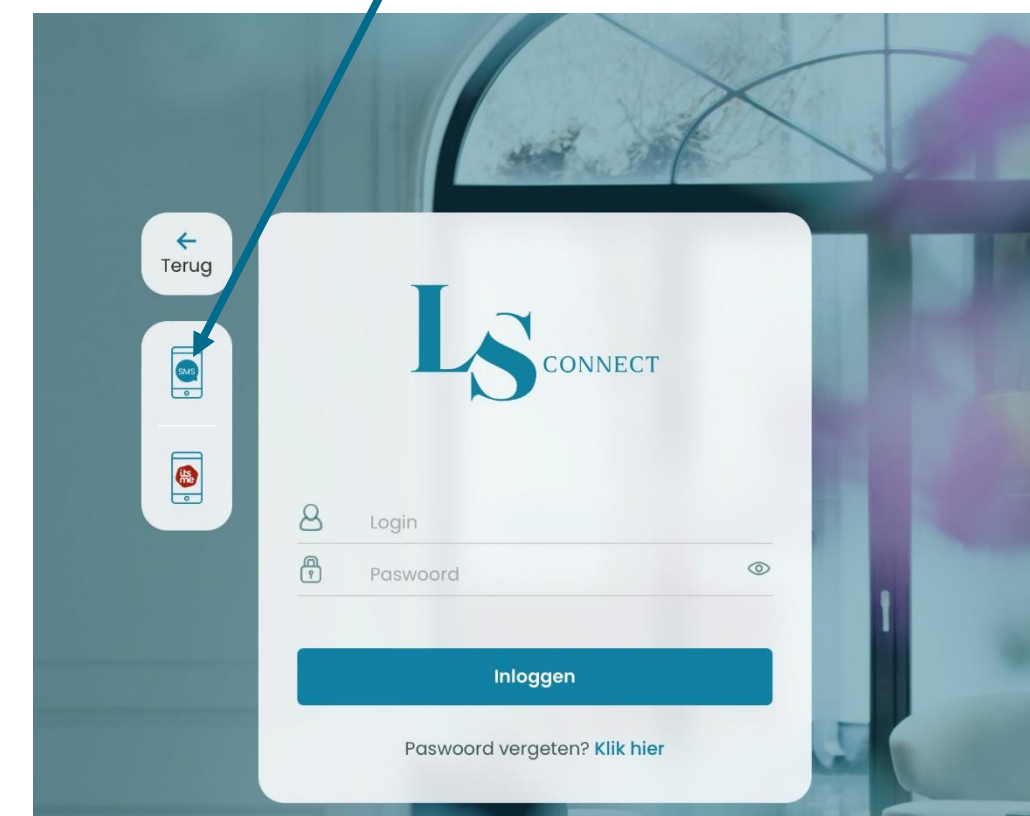 Terug
SMS
its
me
LS CONNECT
Login
Paswoord
Inloggen
Paswoord vergeten? Klik hier